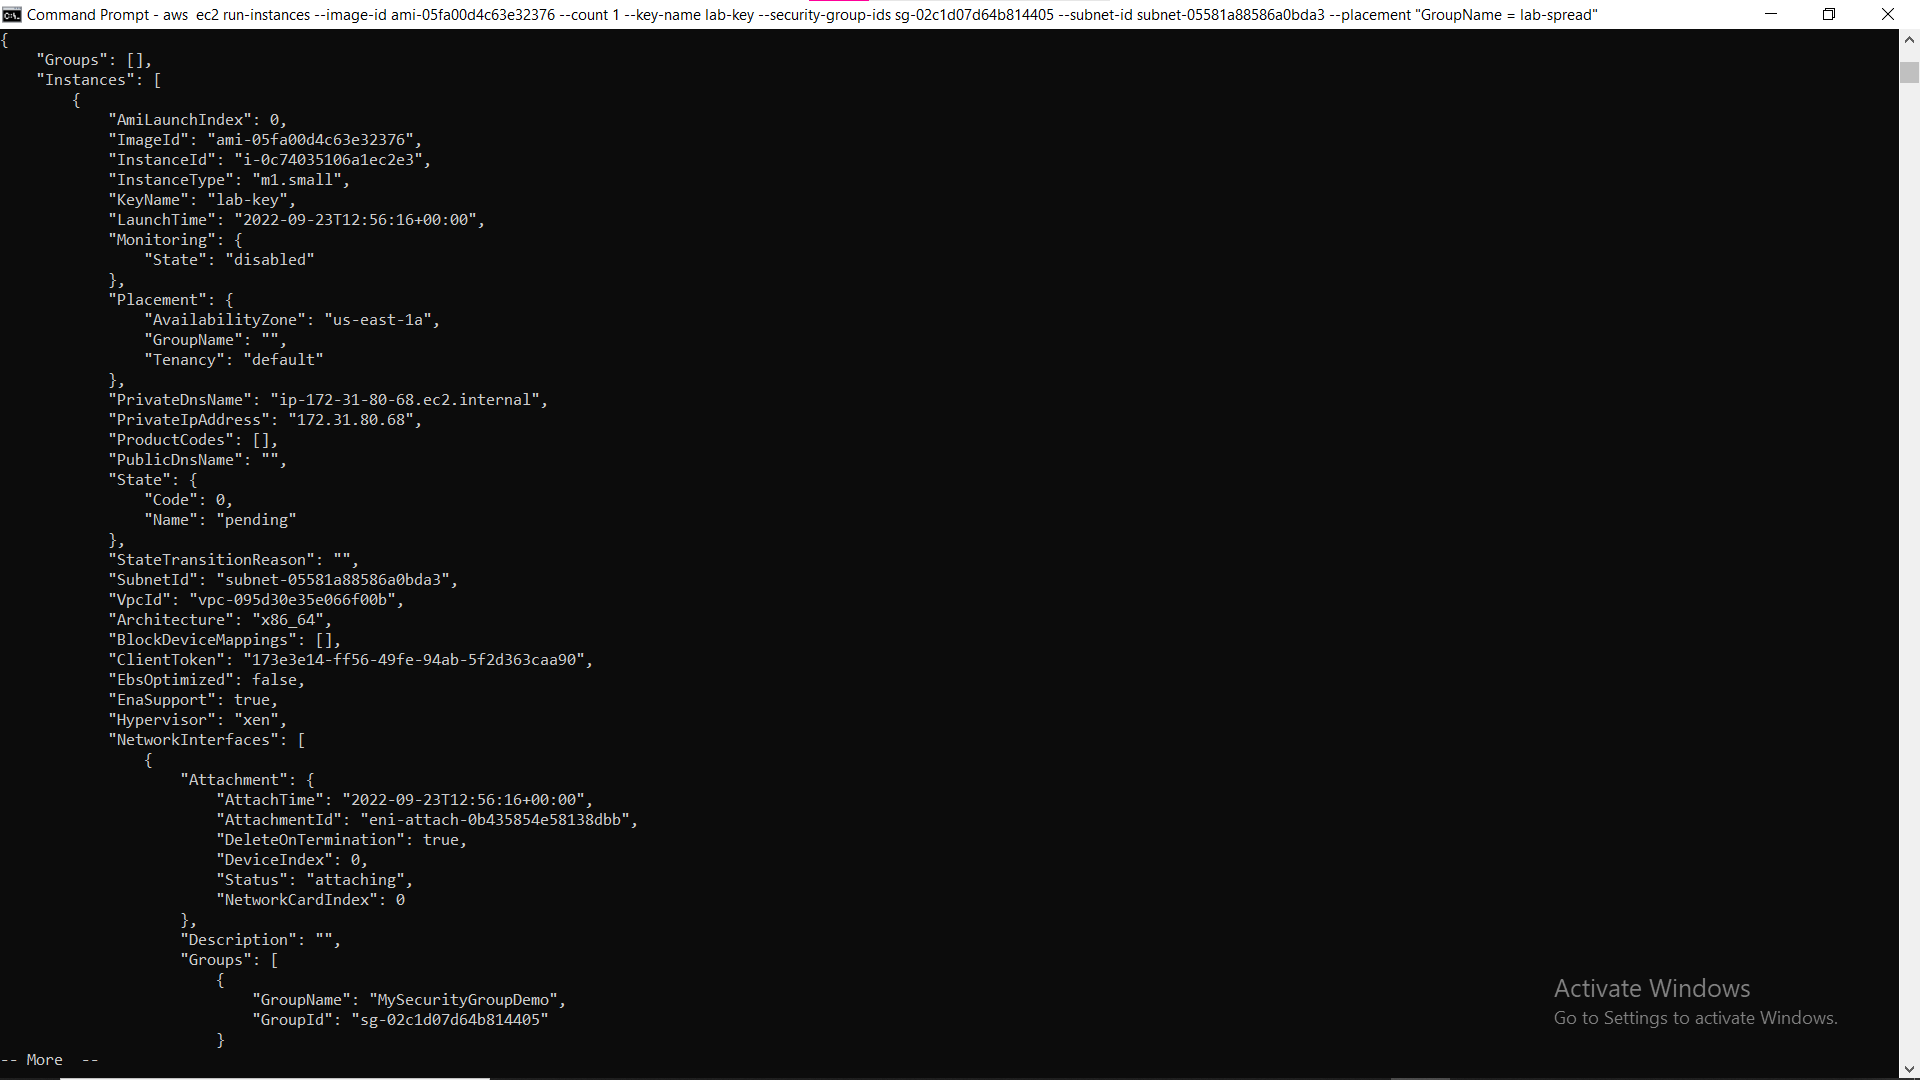 Command Prompt - aws  ec2 run-instances --image-id ami-05fa00d4c63e32376 --count 1 --key-name lab-key --security-group-ids sg-02c1d07d64b814405 --subnet-id subnet-05581a88586a0bda3 --placement "GroupName = lab-spread"
{
    "Groups": [],
    "Instances": [
        {
            "AmiLaunchIndex": 0,
            "ImageId": "ami-05fa00d4c63e32376",
            "InstanceId": "i-0c74035106a1ec2e3",
            "InstanceType": "m1.small",
            "KeyName": "lab-key",
            "LaunchTime": "2022-09-23T12:56:16+00:00",
            "Monitoring": {
                "State": "disabled"
            },
            "Placement": {
                "AvailabilityZone": "us-east-1a",
                "GroupName": "",
                "Tenancy": "default"
            },
            "PrivateDnsName": "ip-172-31-80-68.ec2.internal",
            "PrivateIpAddress": "172.31.80.68",
            "ProductCodes": [],
            "PublicDnsName": "",
            "State": {
                "Code": 0,
                "Name": "pending"
            },
            "StateTransitionReason": "",
            "SubnetId": "subnet-05581a88586a0bda3",
            "VpcId": "vpc-095d30e35e066f00b",
            "Architecture": "x86_64",
            "BlockDeviceMappings": [],
            "ClientToken": "173e3e14-ff56-49fe-94ab-5f2d363caa90",
            "EbsOptimized": false,
            "EnaSupport": true,
            "Hypervisor": "xen",
            "NetworkInterfaces": [
                {
                    "Attachment": {
                        "AttachTime": "2022-09-23T12:56:16+00:00",
                        "AttachmentId": "eni-attach-0b435854e58138dbb",
                        "DeleteOnTermination": true,
                        "DeviceIndex": 0,
                        "Status": "attaching",
                        "NetworkCardIndex": 0
                    },
                    "Description": "",
                    "Groups": [
                        {
                            "GroupName": "MySecurityGroupDemo",
                            "GroupId": "sg-02c1d07d64b814405"
                        }
-- More  --
Activate Windows
Go to Settings to activate Windows.